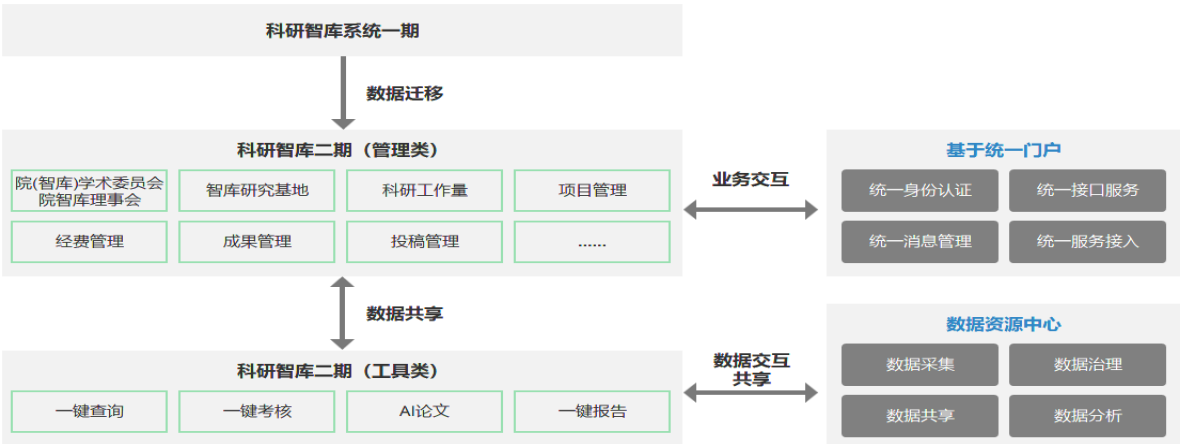 科研智库系统一期
数据迁移
科研智库二期（管理类）
院(智库)学术委员会
院智库理事会
智库研究基地
科研工作量
项目管理
经费管理
成果管理
投稿管理
......
业务交互
基于统一门户
统一身份认证
统一接口服务
统一消息管理
统一服务接入
数据共享
科研智库二期（工具类）
一键查询
一键考核
AI论文
一键报告
数据交互
共享
数据资源中心
数据采集
数据治理
数据共享
数据分析